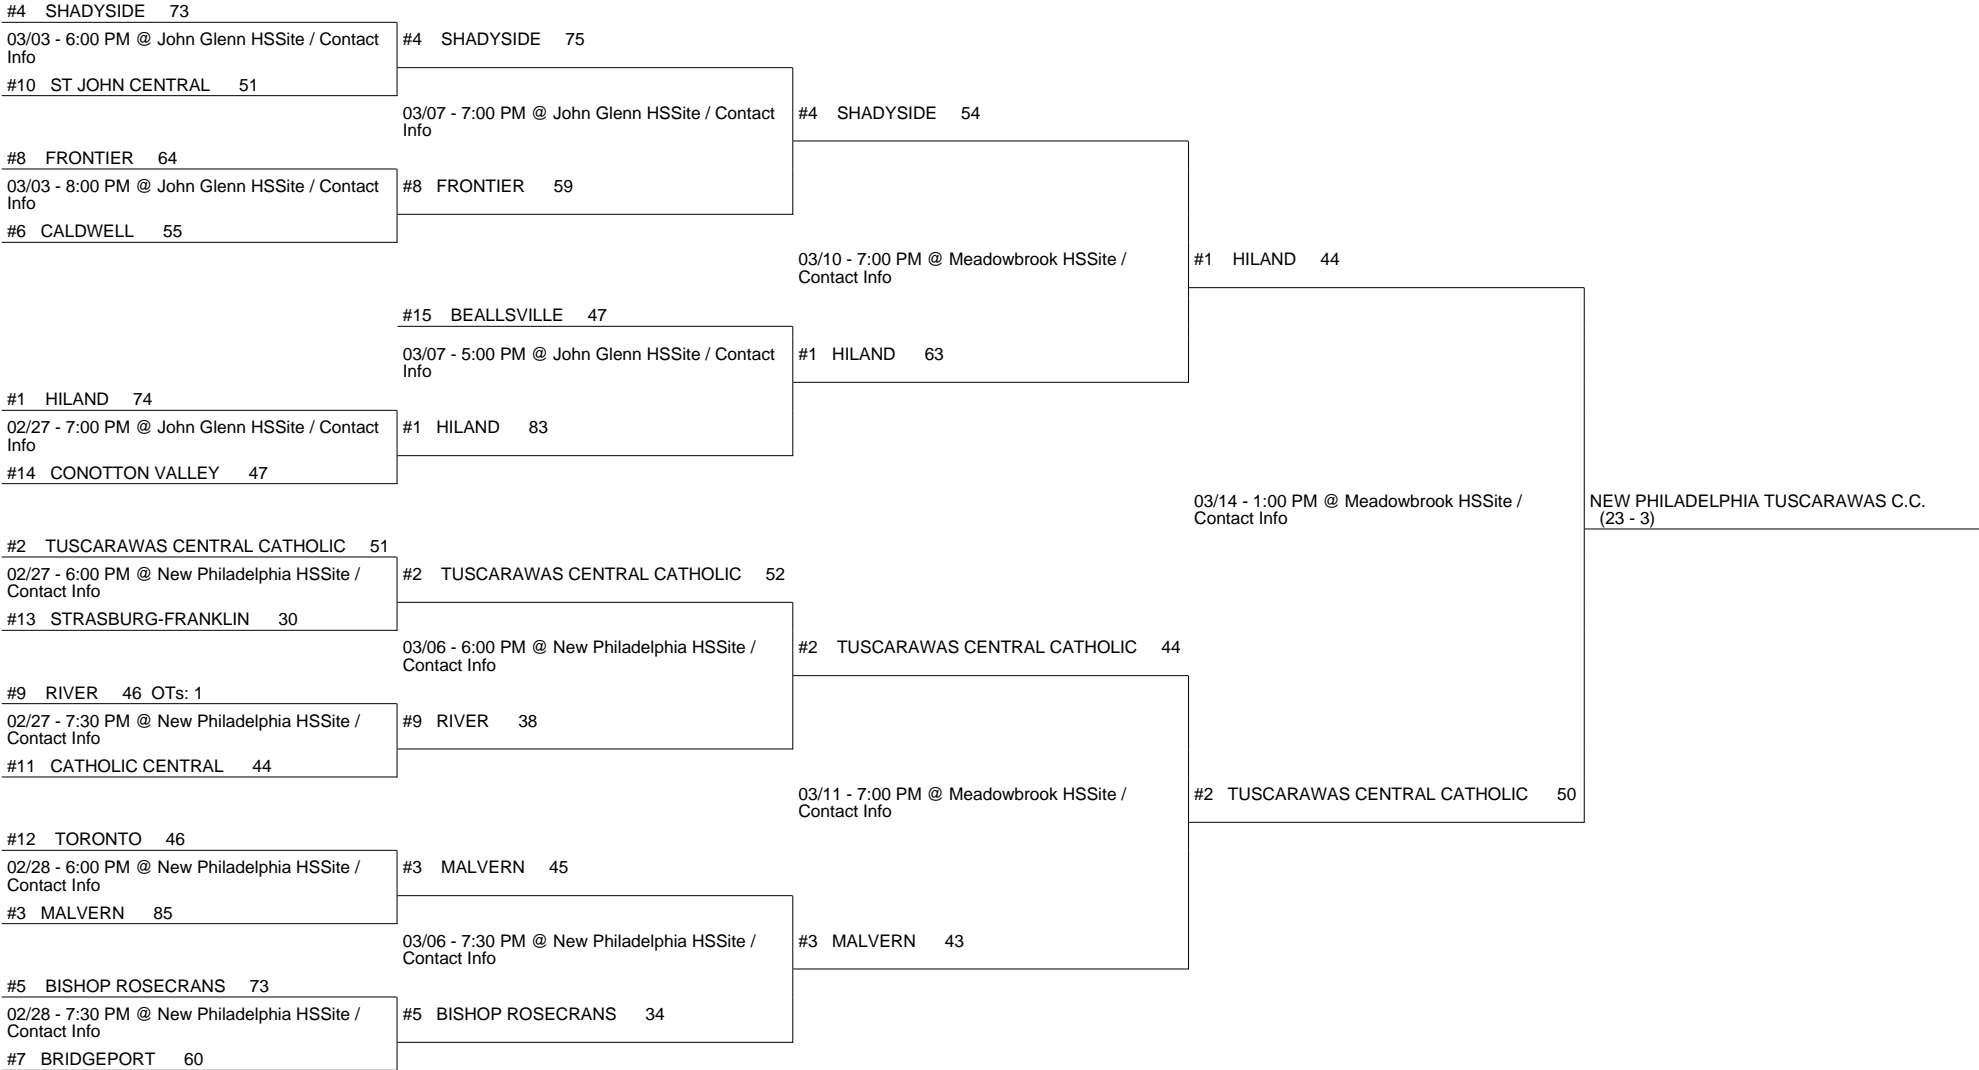 #4 SHADYSIDE 73
03/03 - 6:00 PM @ John Glenn HSSite / Contact
Info
#10 ST JOHN CENTRAL 51
#8 FRONTIER 64
03/03 - 8:00 PM @ John Glenn HSSite / Contact
Info
#6 CALDWELL 55
#1 HILAND 74
02/27 - 7:00 PM @ John Glenn HSSite / Contact
Info
#14 CONOTTON VALLEY 47
#2 TUSCARAWAS CENTRAL CATHOLIC 51
02/27 - 6:00 PM @ New Philadelphia HSSite /
Contact Info
#13 STRASBURG-FRANKLIN 30
#9 RIVER 46 OTs: 1
02/27 - 7:30 PM @ New Philadelphia HSSite /
Contact Info
#11 CATHOLIC CENTRAL 44
#12 TORONTO 46
02/28 - 6:00 PM @ New Philadelphia HSSite /
Contact Info
#3 MALVERN 85
#5 BISHOP ROSECRANS 73
02/28 - 7:30 PM @ New Philadelphia HSSite /
Contact Info
#7 BRIDGEPORT 60
#4 SHADYSIDE 75
03/07 - 7:00 PM @ John Glenn HSSite / Contact
Info
#8 FRONTIER 59
#15 BEALLSVILLE 47
03/07 - 5:00 PM @ John Glenn HSSite / Contact
Info
#1 HILAND 83
#2 TUSCARAWAS CENTRAL CATHOLIC 52
03/06 - 6:00 PM @ New Philadelphia HSSite /
Contact Info
#9 RIVER 38
#3 MALVERN 45
03/06 - 7:30 PM @ New Philadelphia HSSite /
Contact Info
#5 BISHOP ROSECRANS 34
#4 SHADYSIDE 54
03/10 - 7:00 PM @ Meadowbrook HSSite /
Contact Info
#1 HILAND 63
#2 TUSCARAWAS CENTRAL CATHOLIC 44
03/11 - 7:00 PM @ Meadowbrook HSSite /
Contact Info
#3 MALVERN 43
#1 HILAND 44
03/14 - 1:00 PM @ Meadowbrook HSSite /
Contact Info
#2 TUSCARAWAS CENTRAL CATHOLIC 50
NEW PHILADELPHIA TUSCARAWAS C.C.
(23 - 3)